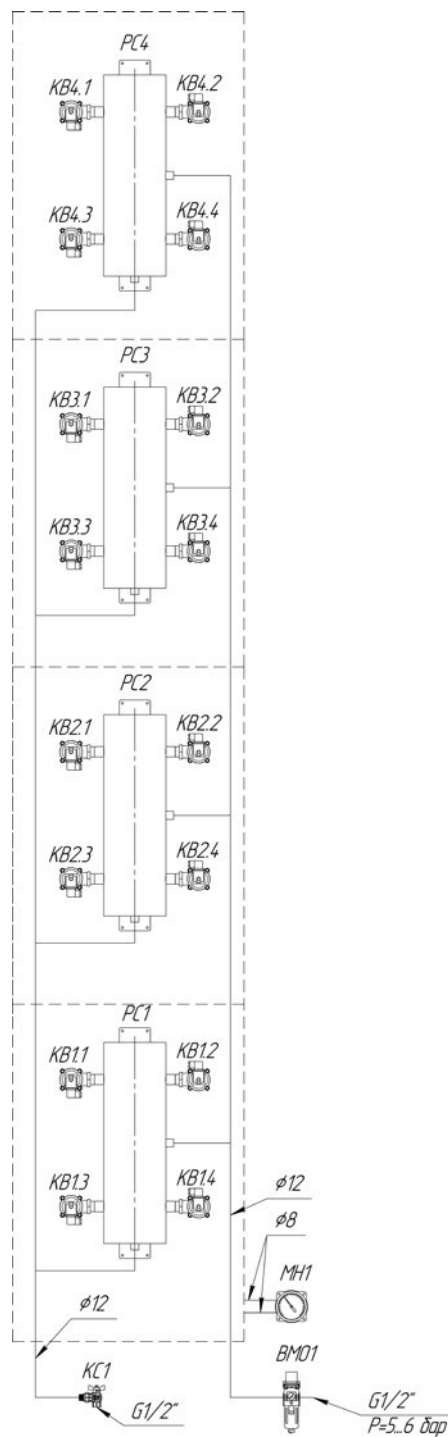 РС4
КВ4.1
КВ4.2
КВ4.3
КВ4.4
РС3
КВ3.1
КВ3.2
КВ3.3
КВ3.4
РС2
КВ2.1
КВ2.2
КВ2.3
КВ2.4
РС1
КВ1.1
КВ1.2
КВ1.3
КВ1.4
ϕ12
ϕ8
МН1
ϕ12
КС1
ВМО1
G1/2"
G1/2"
Р=5...6 бар